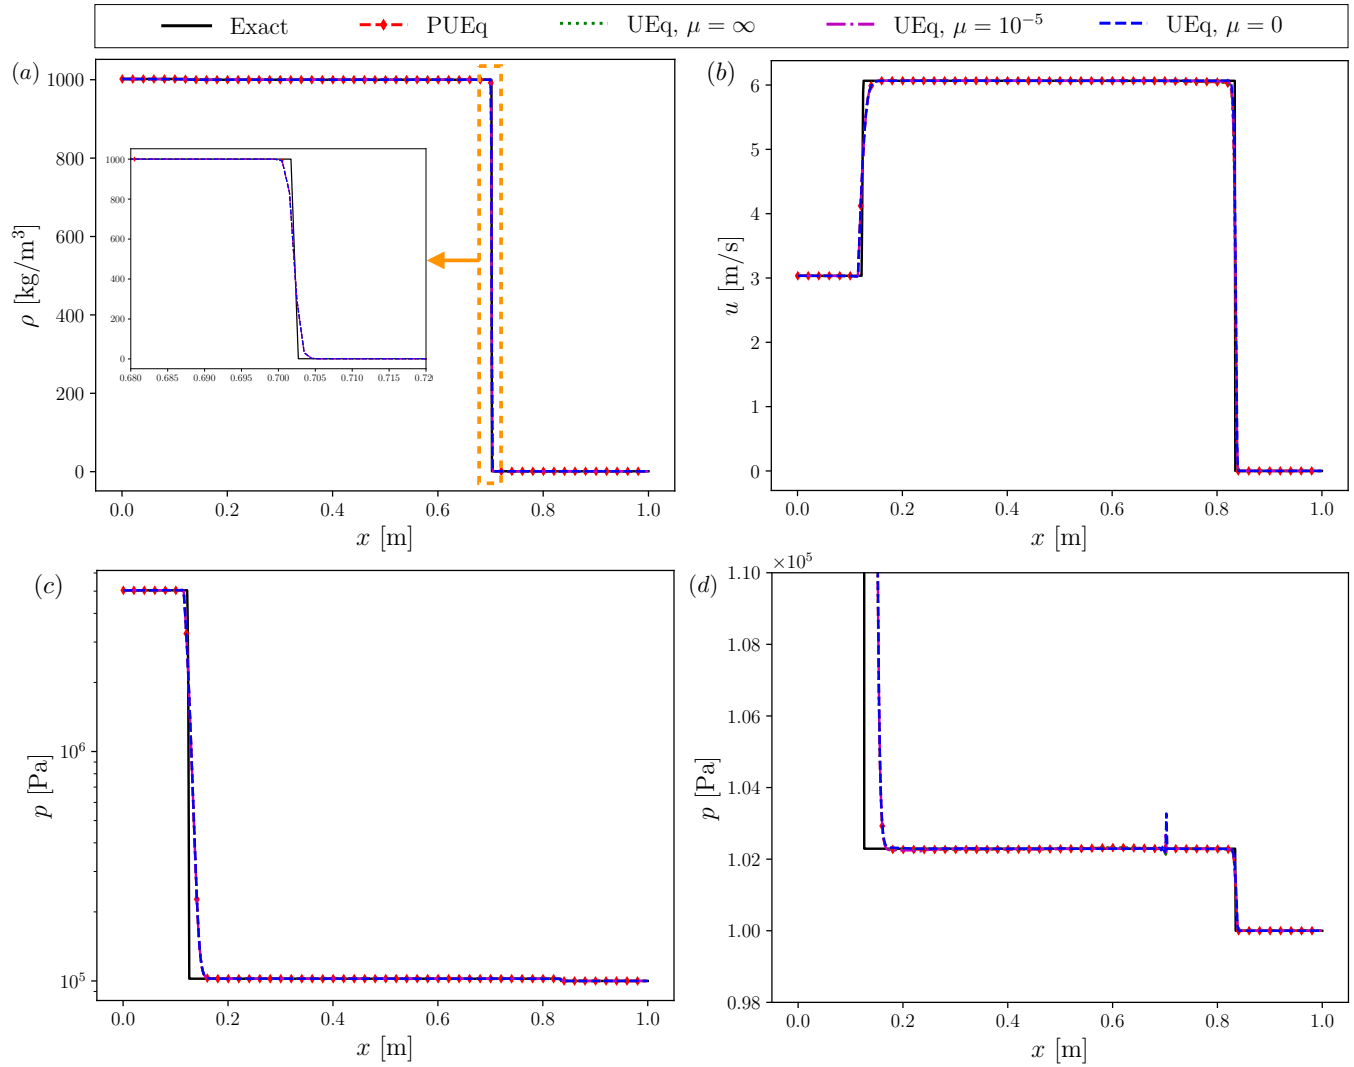 Exact PUEq UEq, μ = ∞ UEq, μ = 10⁻⁵ UEq, μ = 0
(a)
1000
800
600
400
200
0
ρ [kg/m³]
1000
800
600
400
200
0
0.680 0.685 0.690 0.695 0.700 0.705 0.710 0.715 0.720
0.0 0.2 0.4 0.6 0.8 1.0
x [m]
(b)
6
5
4
3
2
1
0
u [m/s]
0.0 0.2 0.4 0.6 0.8 1.0
x [m]
(c)
10⁶
10⁵
p [Pa]
0.0 0.2 0.4 0.6 0.8 1.0
x [m]
(d)
×10⁵
1.10
1.08
1.06
1.04
1.02
1.00
0.98
p [Pa]
0.0 0.2 0.4 0.6 0.8 1.0
x [m]